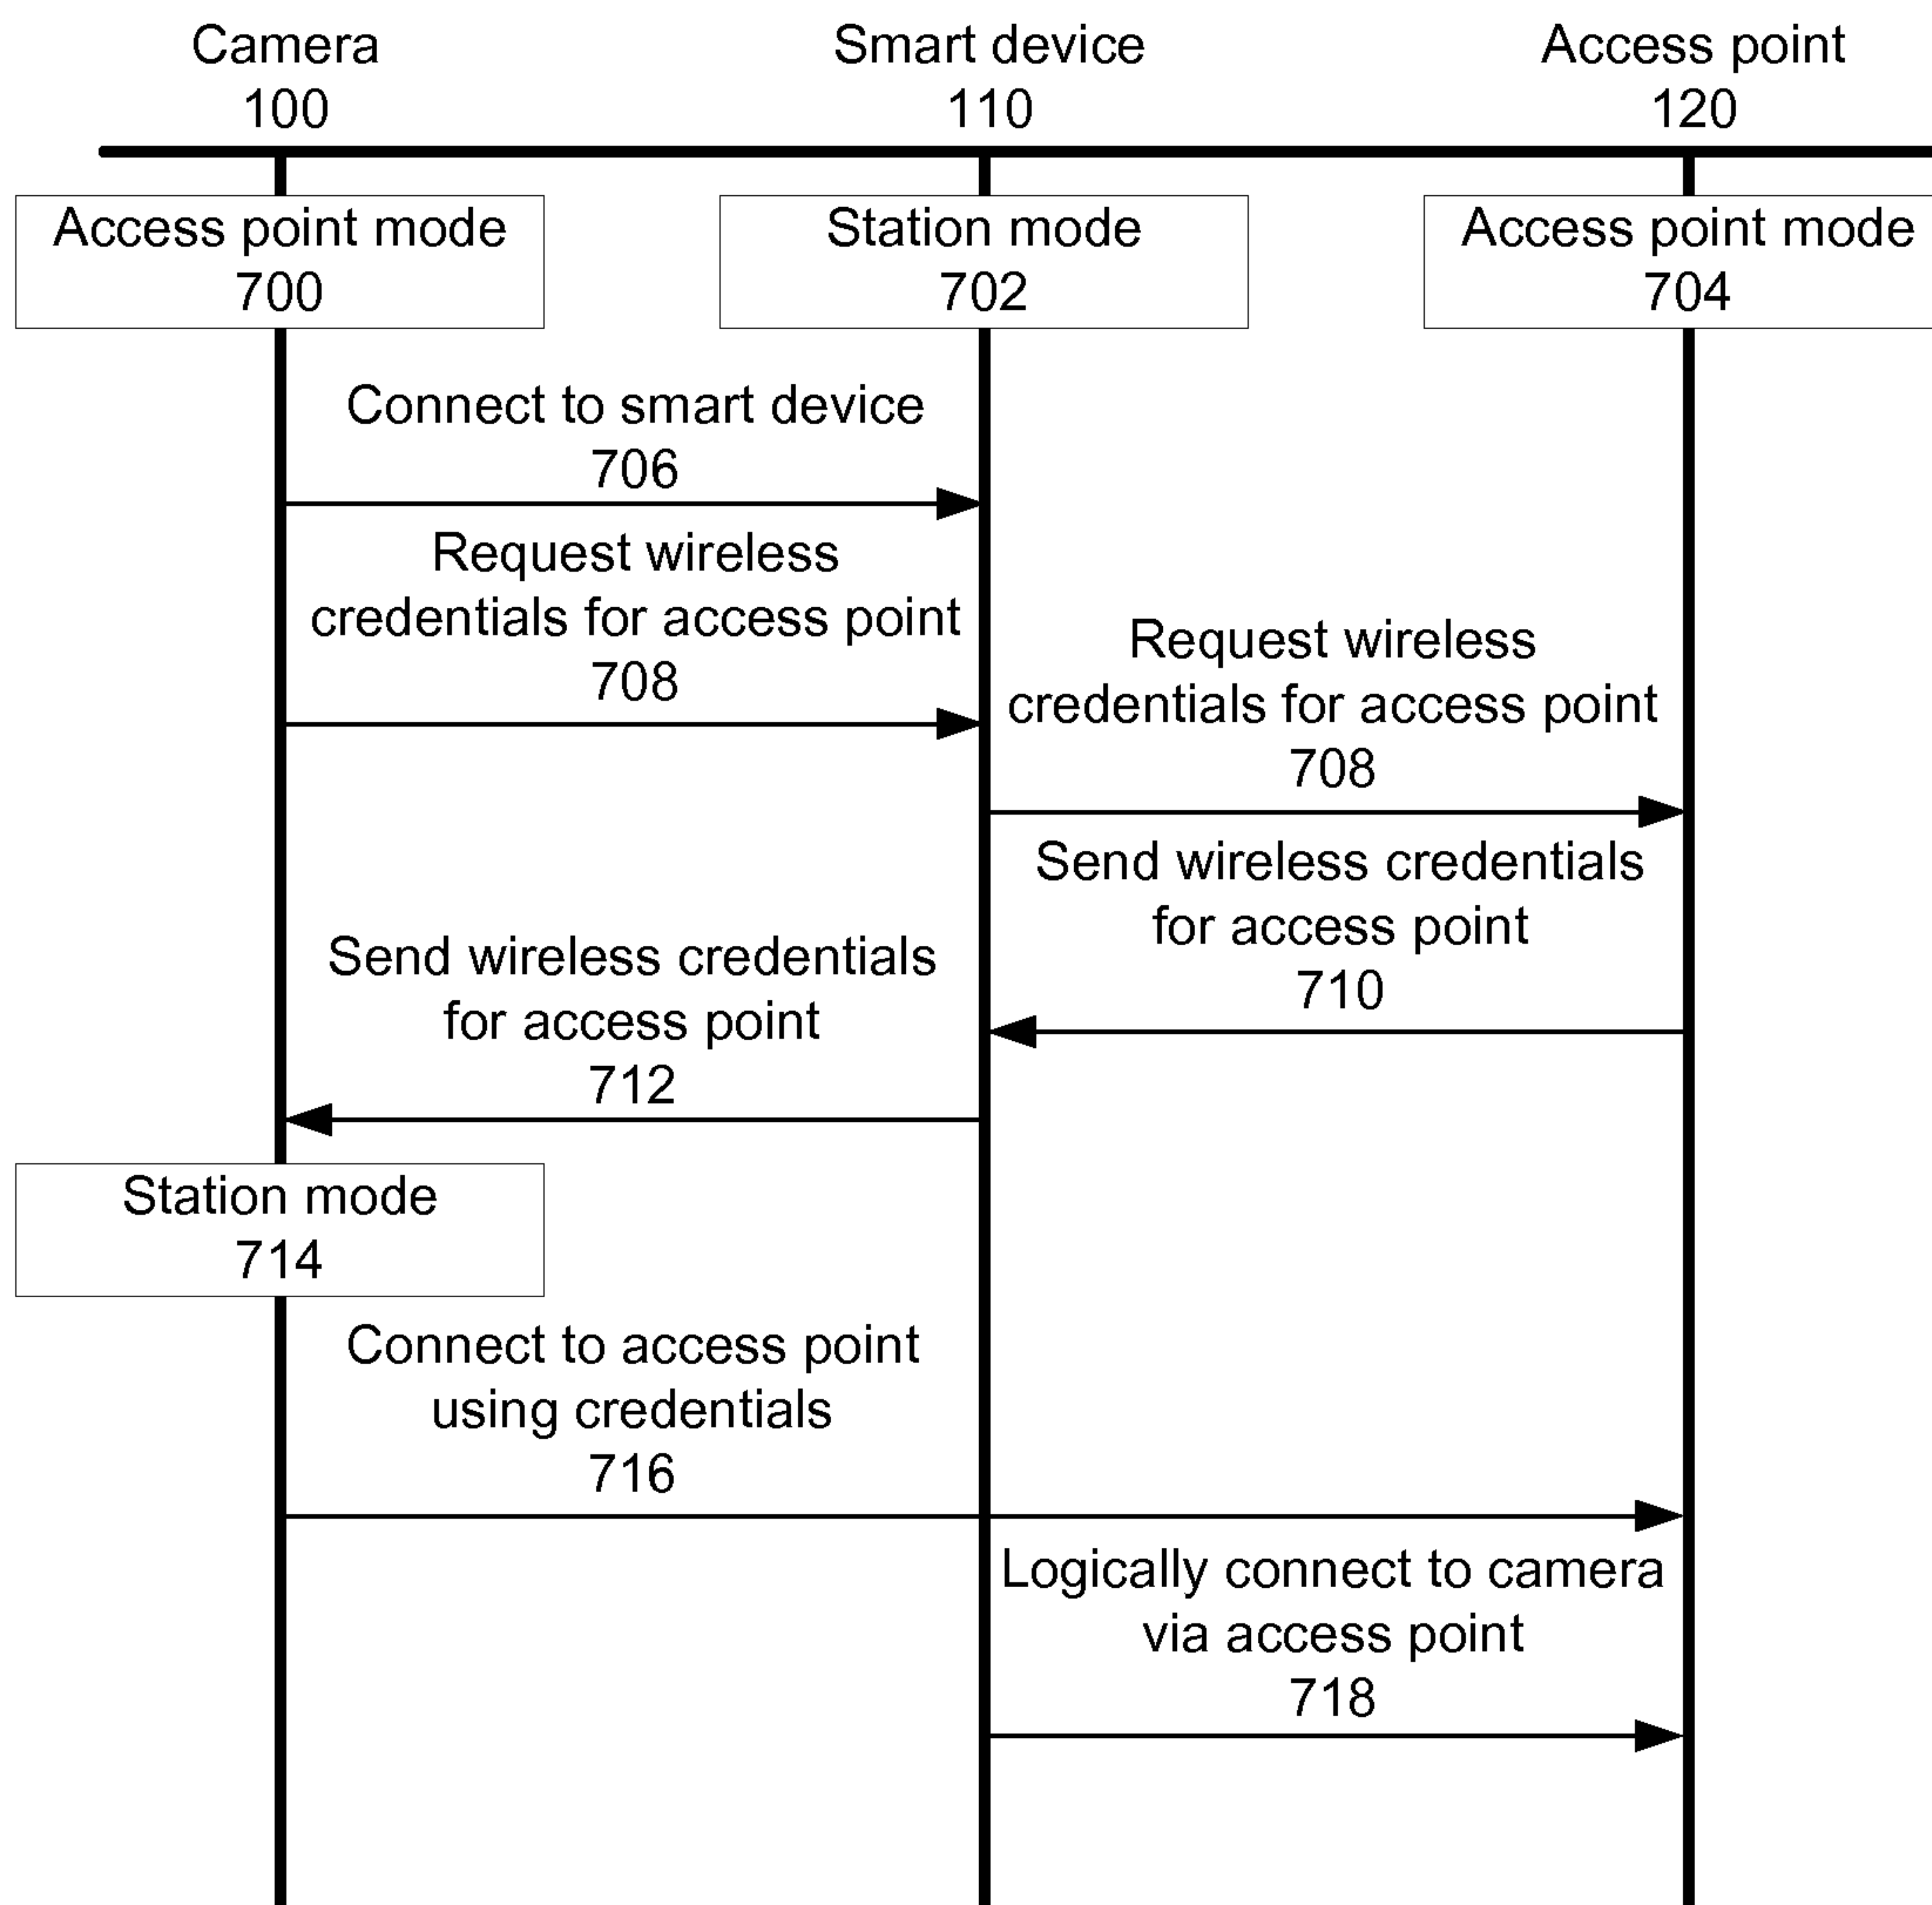 Camera
100
Smart device
110
Access point
120
Access point mode
700
Station mode
702
Access point mode
704
Connect to smart device
706
Request wireless
credentials for access point
708
Request wireless
credentials for access point
708
Send wireless credentials
for access point
710
Send wireless credentials
for access point
712
Station mode
714
Connect to access point
using credentials
716
Logically connect to camera
via access point
718